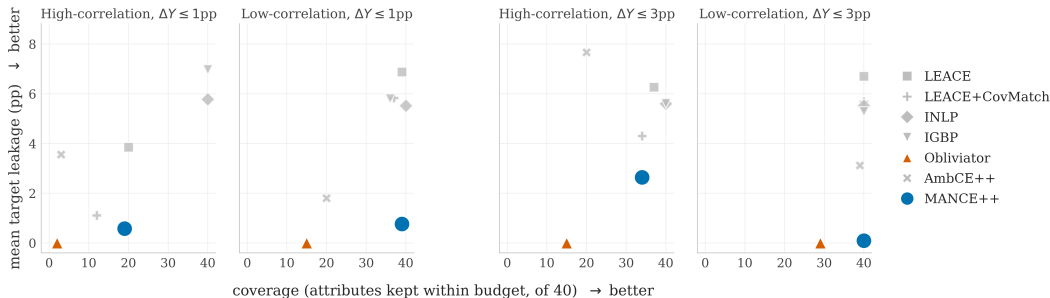 High-correlation, ΔY ≤ 1pp
Low-correlation, ΔY ≤ 1pp
High-correlation, ΔY ≤ 3pp
Low-correlation, ΔY ≤ 3pp
mean target leakage (pp) ↓ better
8
6
4
2
0
0 10 20 30 40
0 10 20 30 40
0 10 20 30 40
0 10 20 30 40
coverage (attributes kept within budget, of 40) → better
LEACE
LEACE+CovMatch
INLP
IGBP
Obliviator
AmbCE++
MANCE++